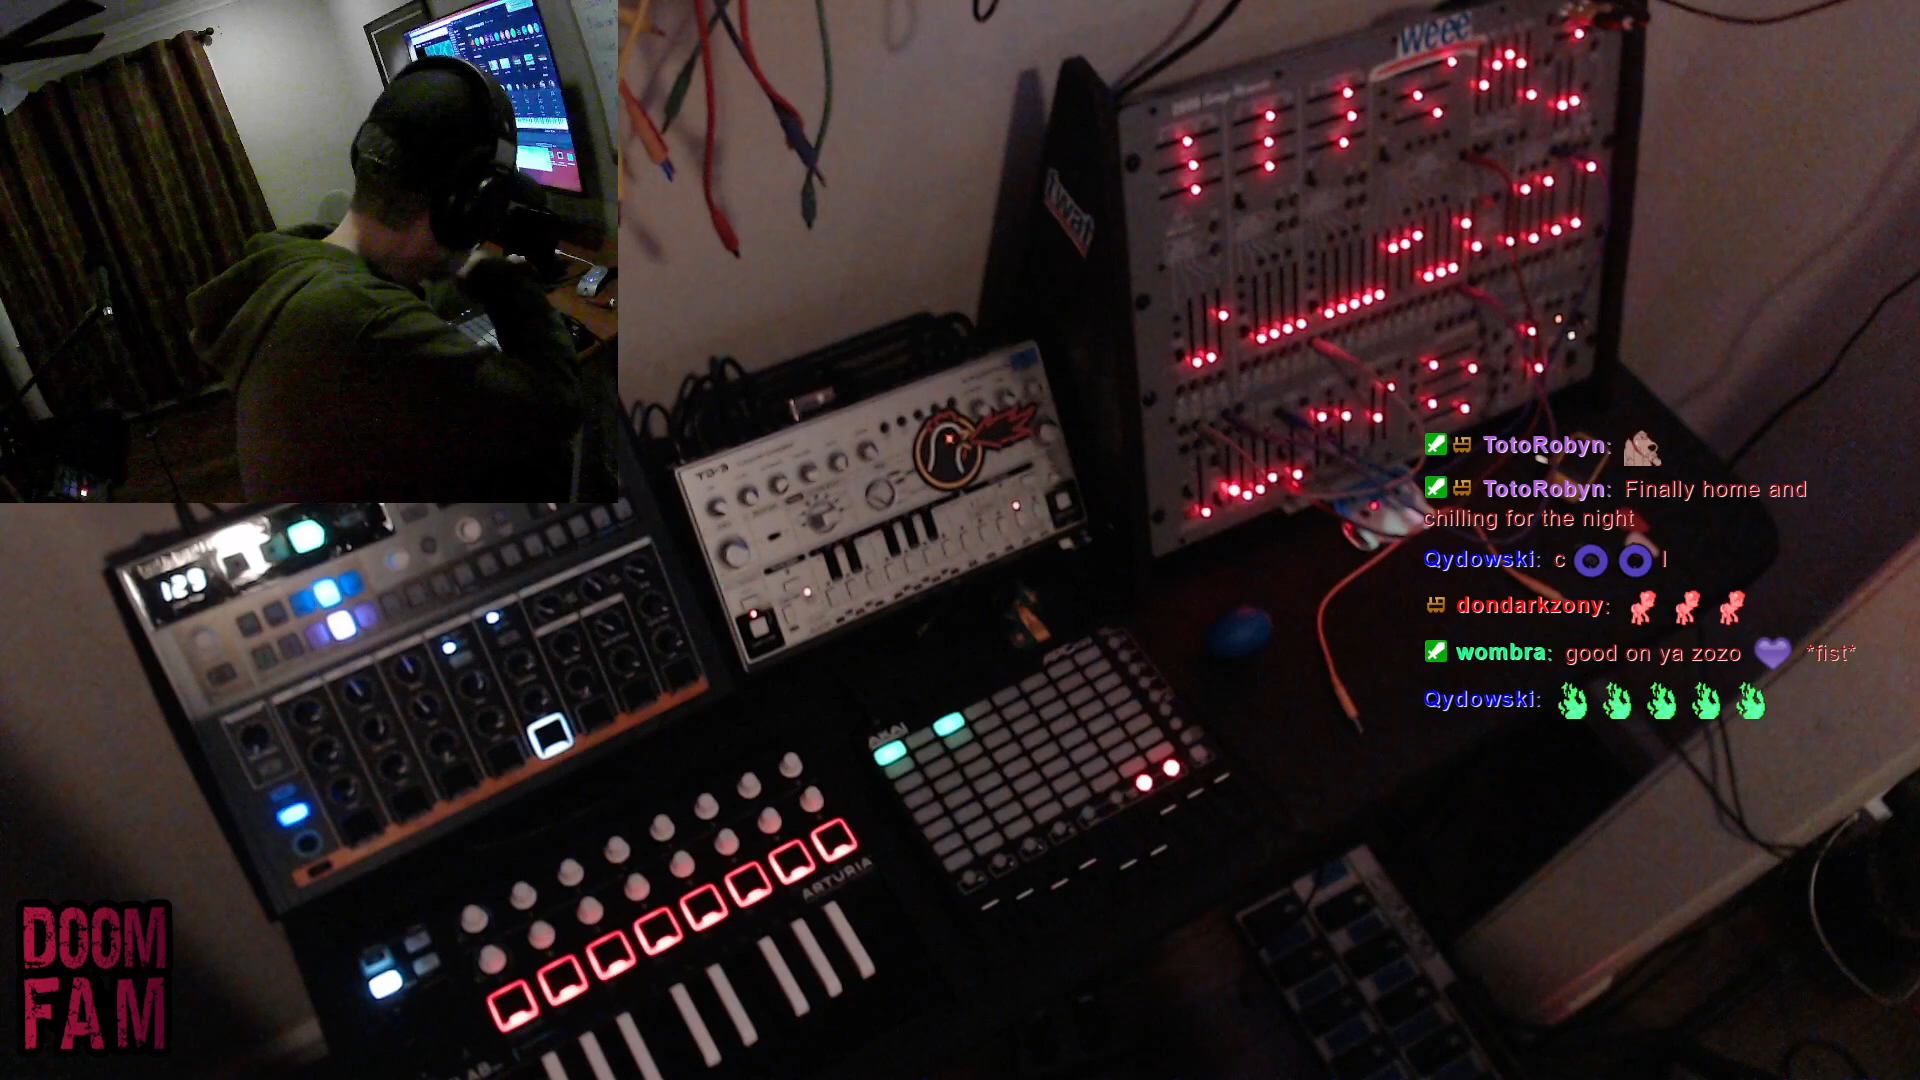 Weee
twat
TD-3
129
AKAI
ARTURIA
TotoRobyn:
TotoRobyn: Finally home and
chilling for the night
Qydowski: c l
dondarkzony:
wombra: good on ya zozo *fist*
Qydowski:
DOOM
FAM